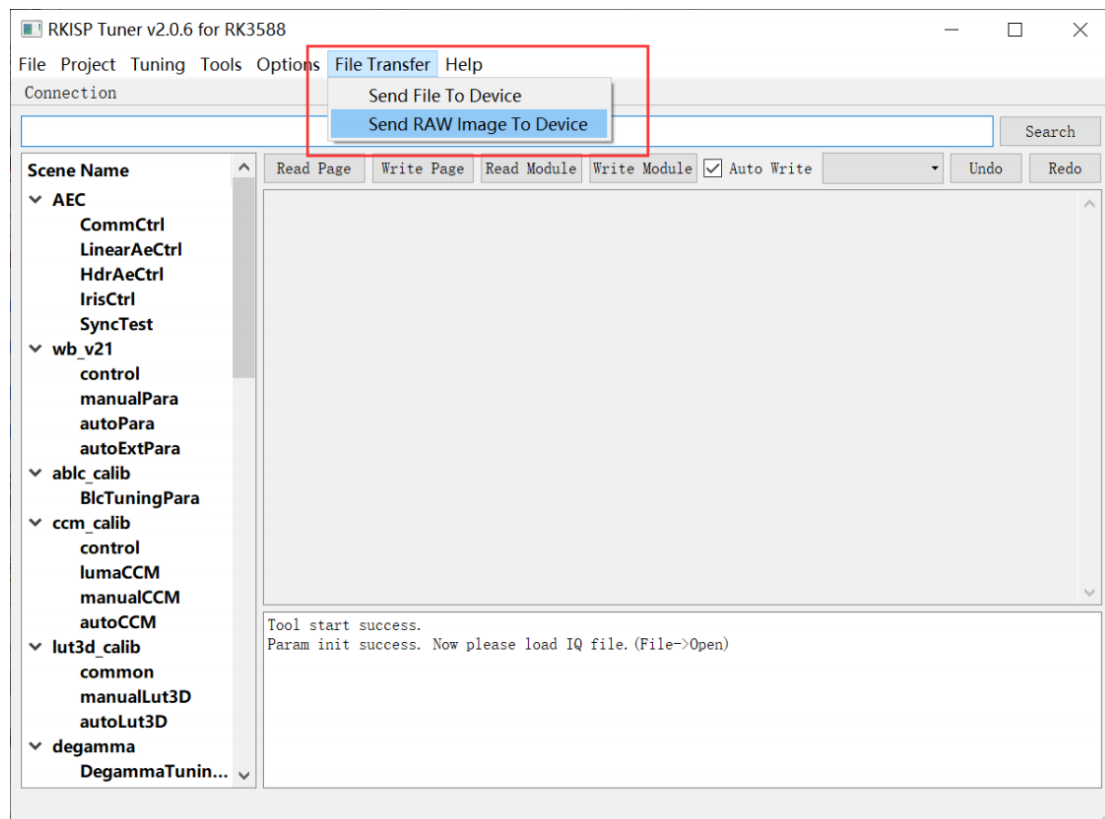 RKISP Tuner v2.0.6 for RK3588
File Project Tuning Tools Options File Transfer Help
Send File To Device
Send RAW Image To Device
Connection
Search
Read Page Write Page Read Module Write Module Auto Write Undo Redo
Scene Name
AEC
CommCtrl
LinearAeCtrl
HdrAeCtrl
IrisCtrl
SyncTest
wb_v21
control
manualPara
autoPara
autoExtPara
ablc_calib
BlcTuningPara
ccm_calib
control
lumaCCM
manualCCM
autoCCM
lut3d_calib
common
manualLut3D
autoLut3D
degamma
DegammaTunin...
Tool start success.
Param init success. Now please load IQ file.(File->Open)